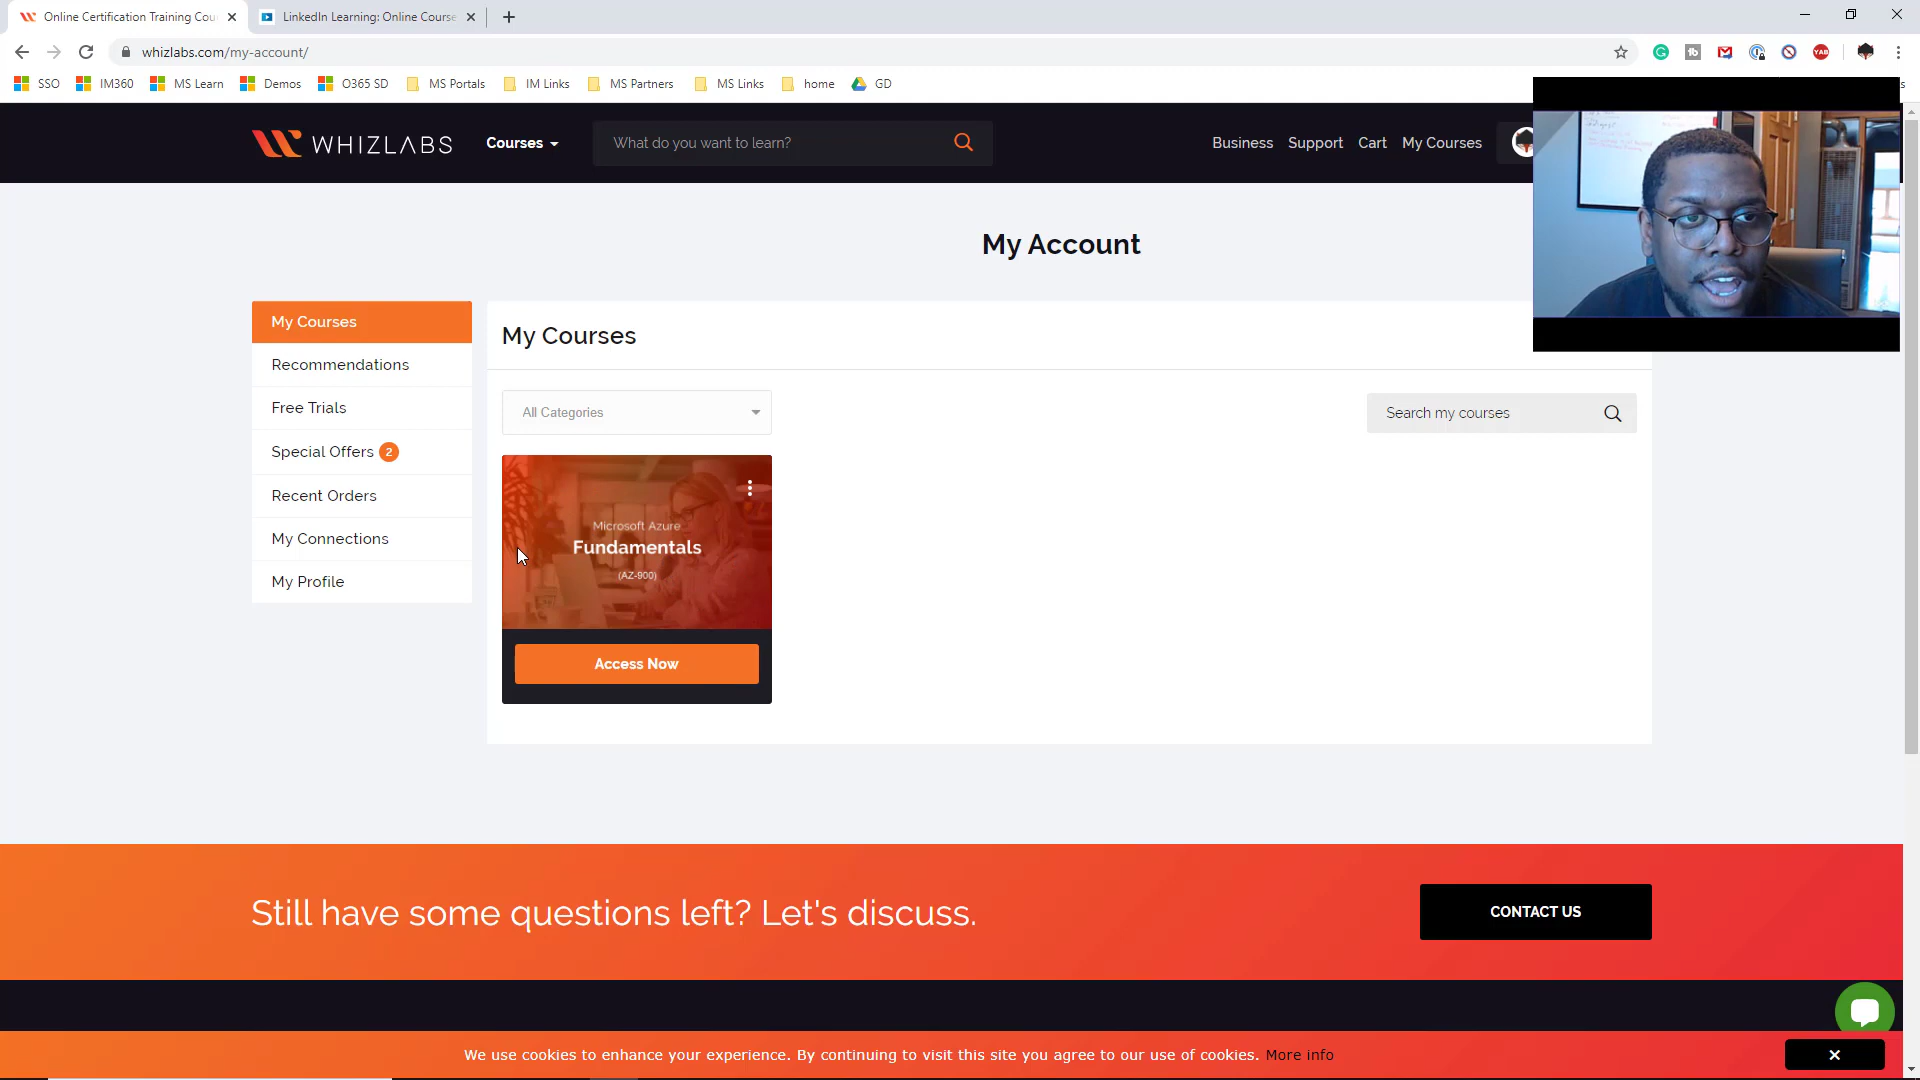 Online Certification Training Cou
LinkedIn Learning: Online Course
whizlabs.com/my-account/
SSO IM360 MS Learn Demos O365 SD MS Portals IM Links MS Partners MS Links home GD
WHIZLABS Courses What do you want to learn? Business Support Cart My Courses
My Account
My Courses
Recommendations
Free Trials
Special Offers 2
Recent Orders
My Connections
My Profile
My Courses
All Categories
Search my courses
Microsoft Azure
Fundamentals
(AZ-900)
Access Now
Still have some questions left? Let's discuss.
CONTACT US
We use cookies to enhance your experience. By continuing to visit this site you agree to our use of cookies. More info